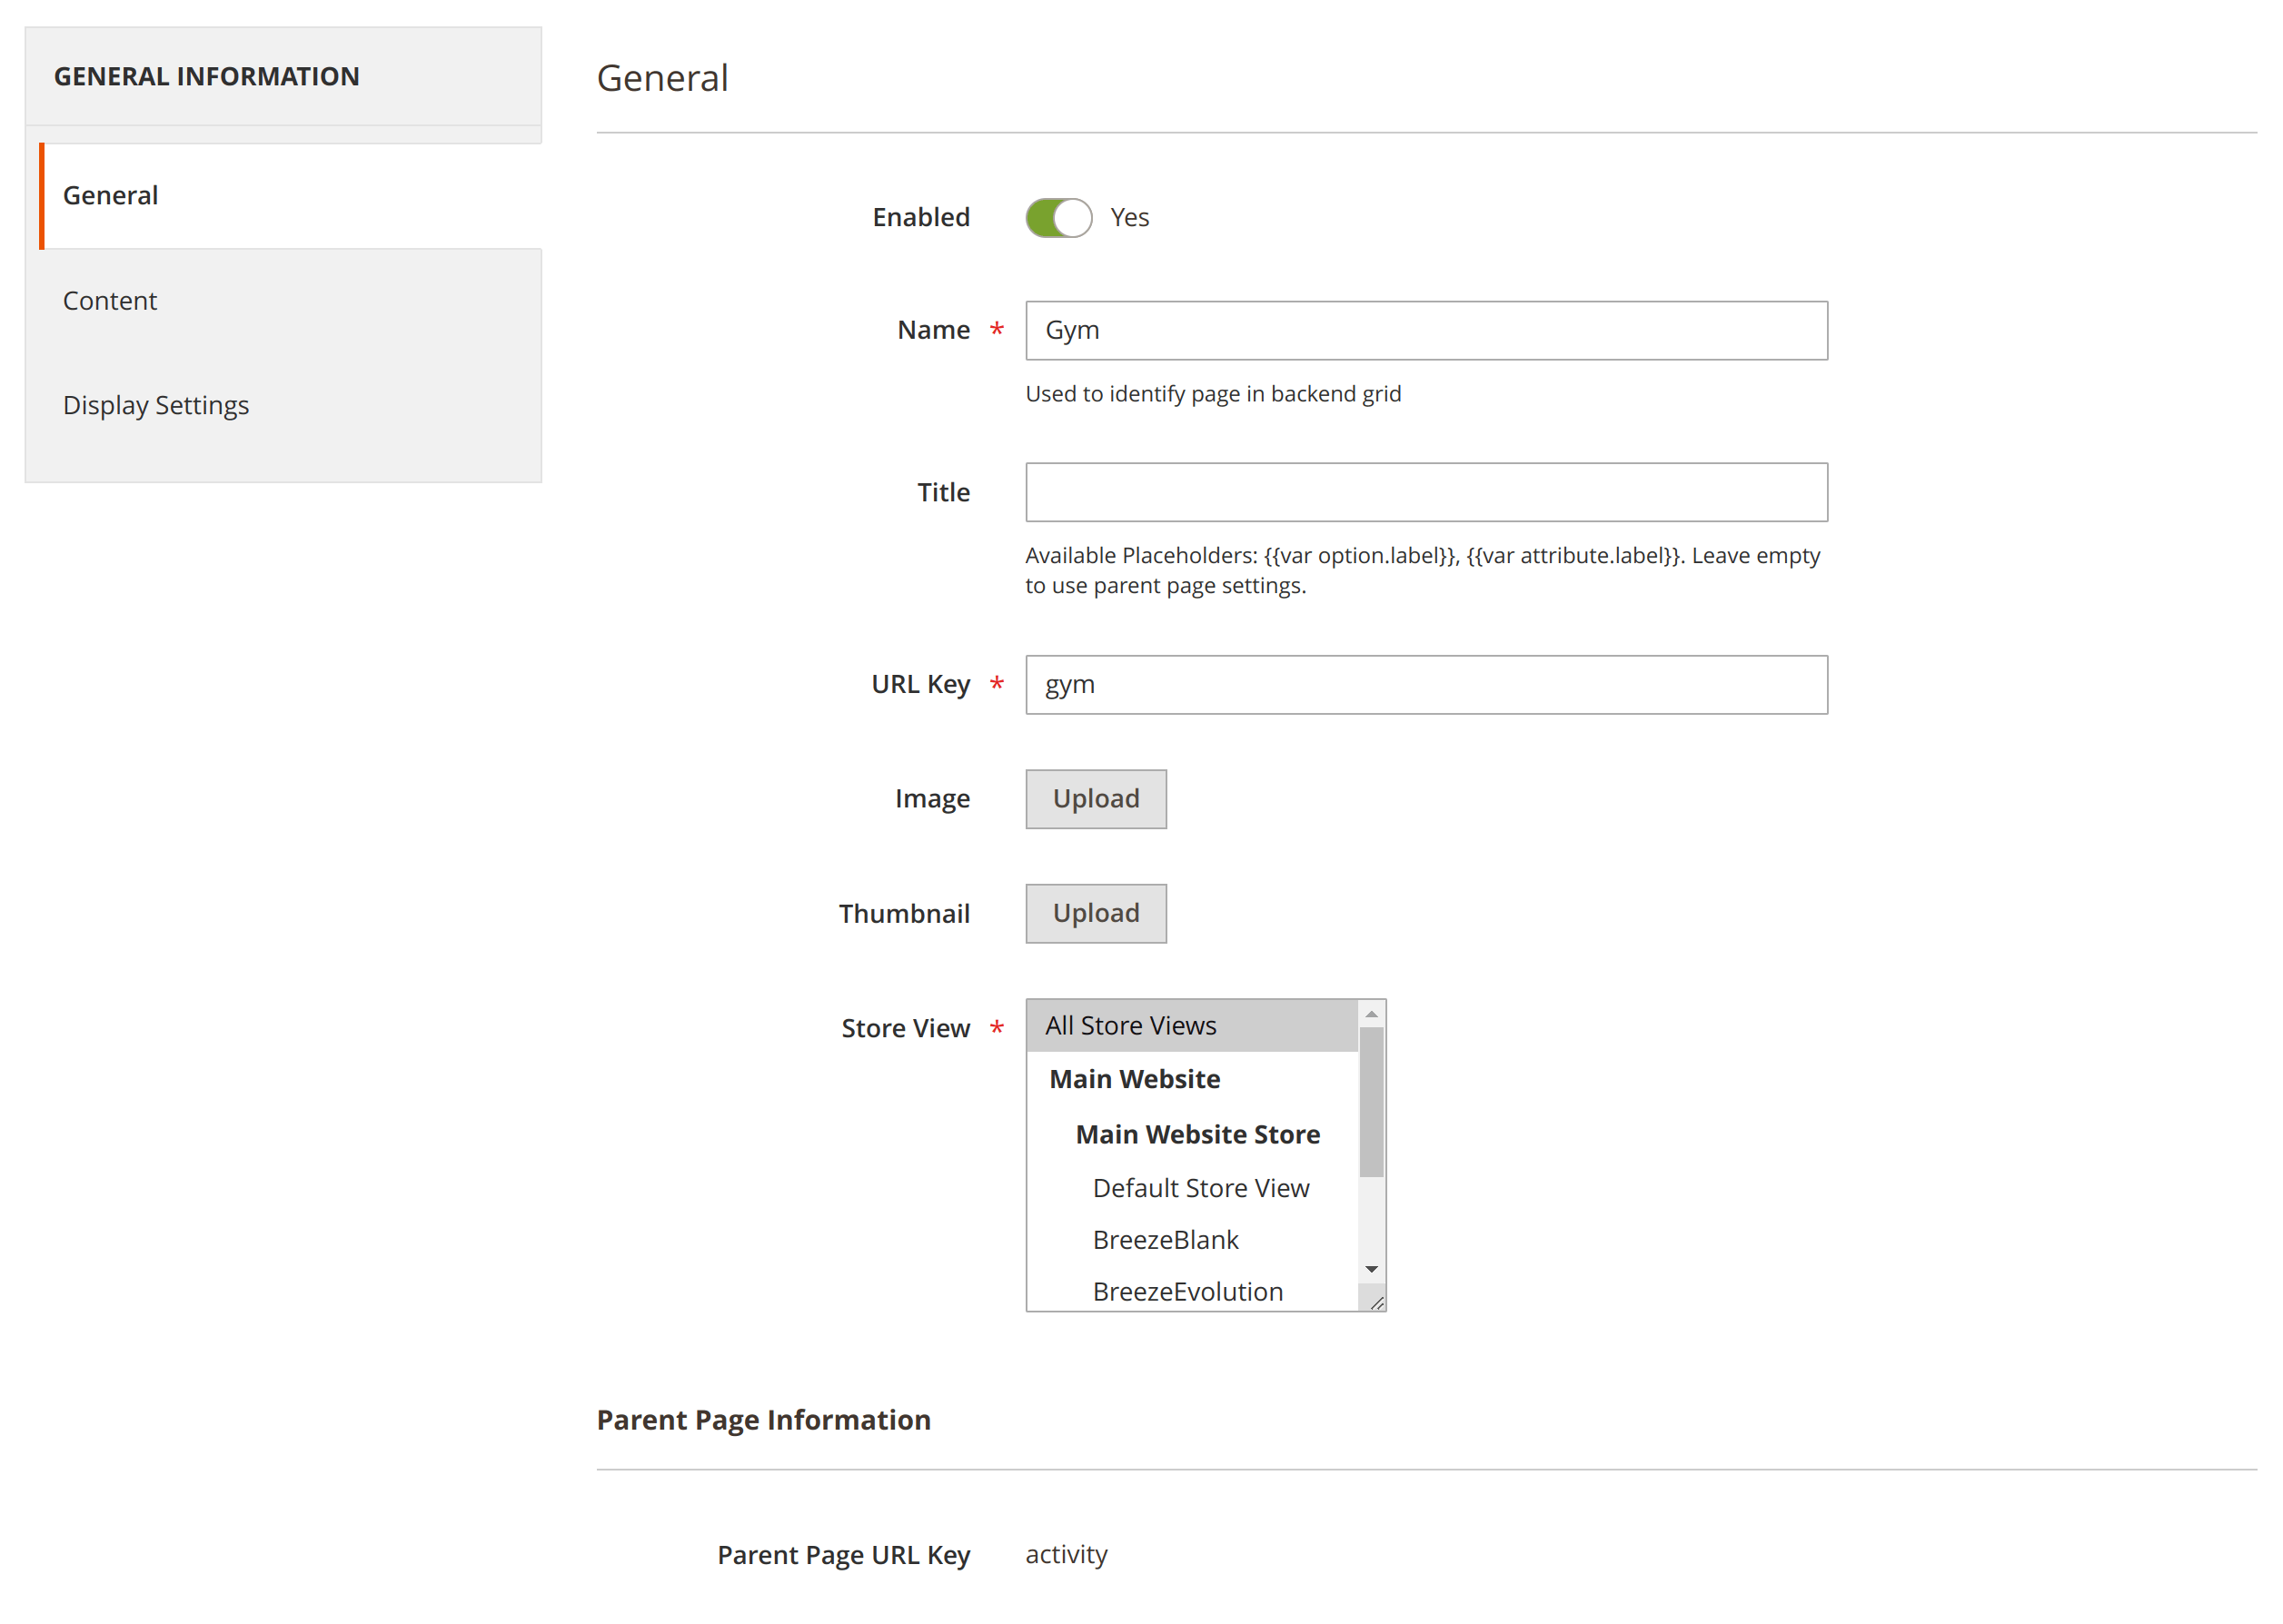 GENERAL INFORMATION
General
Content
Display Settings
General
Enabled Yes
Name * Gym
Used to identify page in backend grid
Title
Available Placeholders: {{var option.label}}, {{var attribute.label}}. Leave empty
to use parent page settings.
URL Key * gym
Image Upload
Thumbnail Upload
Store View * All Store Views
Main Website
Main Website Store
Default Store View
BreezeBlank
BreezeEvolution
Parent Page Information
Parent Page URL Key activity